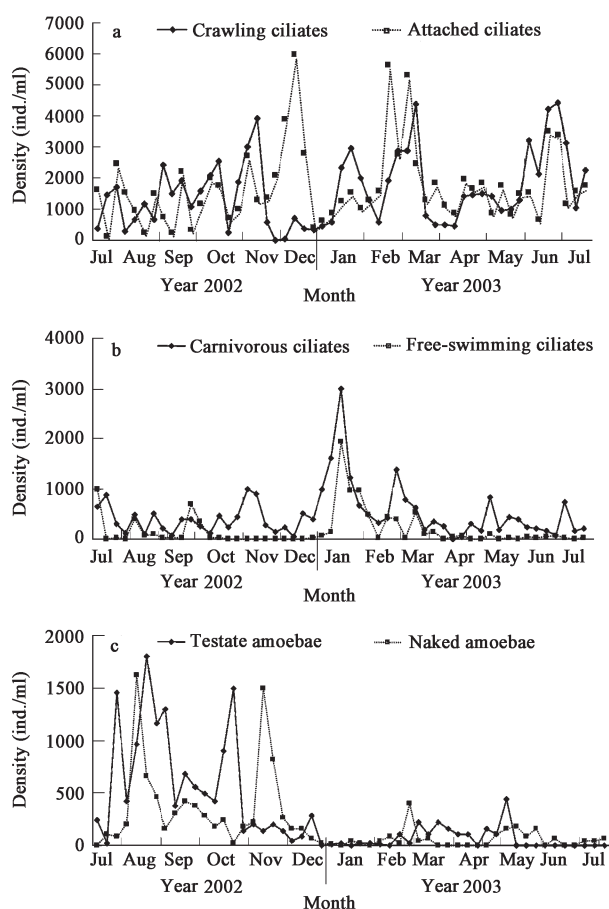 a
Crawling ciliates
Attached ciliates
Density (ind./ml)
7000
6000
5000
4000
3000
2000
1000
0
Jul Aug Sep Oct Nov Dec Jan Feb Mar Apr May Jun Jul
Year 2002 Year 2003
Month
b
Carnivorous ciliates
Free-swimming ciliates
Density (ind./ml)
4000
3000
2000
1000
0
Jul Aug Sep Oct Nov Dec Jan Feb Mar Apr May Jun Jul
Year 2002 Year 2003
Month
c
Testate amoebae
Naked amoebae
Density (ind./ml)
2000
1500
1000
500
0
Jul Aug Sep Oct Nov Dec Jan Feb Mar Apr May Jun Jul
Year 2002 Year 2003
Month